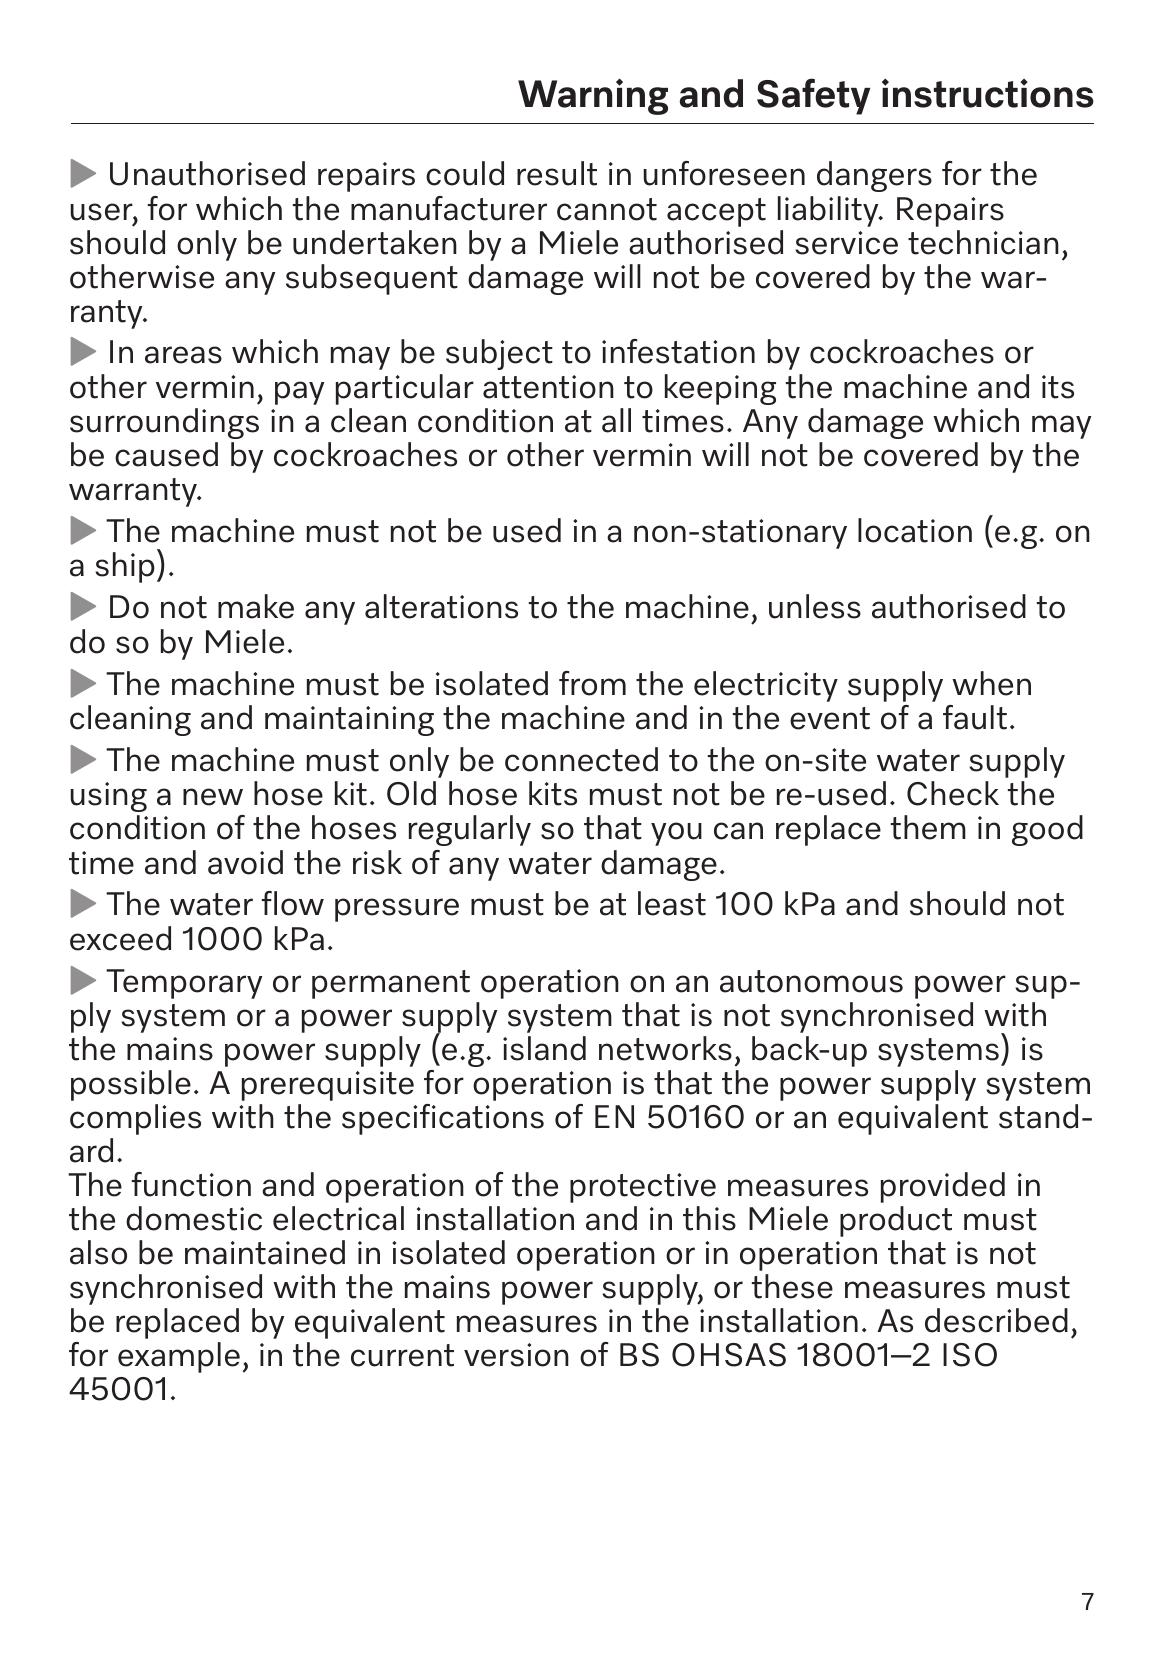 Warning and Safety instructions
▶ Unauthorised repairs could result in unforeseen dangers for the
user, for which the manufacturer cannot accept liability. Repairs
should only be undertaken by a Miele authorised service technician,
otherwise any subsequent damage will not be covered by the war-
ranty.
▶ In areas which may be subject to infestation by cockroaches or
other vermin, pay particular attention to keeping the machine and its
surroundings in a clean condition at all times. Any damage which may
be caused by cockroaches or other vermin will not be covered by the
warranty.
▶ The machine must not be used in a non-stationary location (e.g. on
a ship).
▶ Do not make any alterations to the machine, unless authorised to
do so by Miele.
▶ The machine must be isolated from the electricity supply when
cleaning and maintaining the machine and in the event of a fault.
▶ The machine must only be connected to the on-site water supply
using a new hose kit. Old hose kits must not be re-used. Check the
condition of the hoses regularly so that you can replace them in good
time and avoid the risk of any water damage.
▶ The water flow pressure must be at least 100 kPa and should not
exceed 1000 kPa.
▶ Temporary or permanent operation on an autonomous power sup-
ply system or a power supply system that is not synchronised with
the mains power supply (e.g. island networks, back-up systems) is
possible. A prerequisite for operation is that the power supply system
complies with the specifications of EN 50160 or an equivalent stand-
ard.
The function and operation of the protective measures provided in
the domestic electrical installation and in this Miele product must
also be maintained in isolated operation or in operation that is not
synchronised with the mains power supply, or these measures must
be replaced by equivalent measures in the installation. As described,
for example, in the current version of BS OHSAS 18001–2 ISO
45001.
7